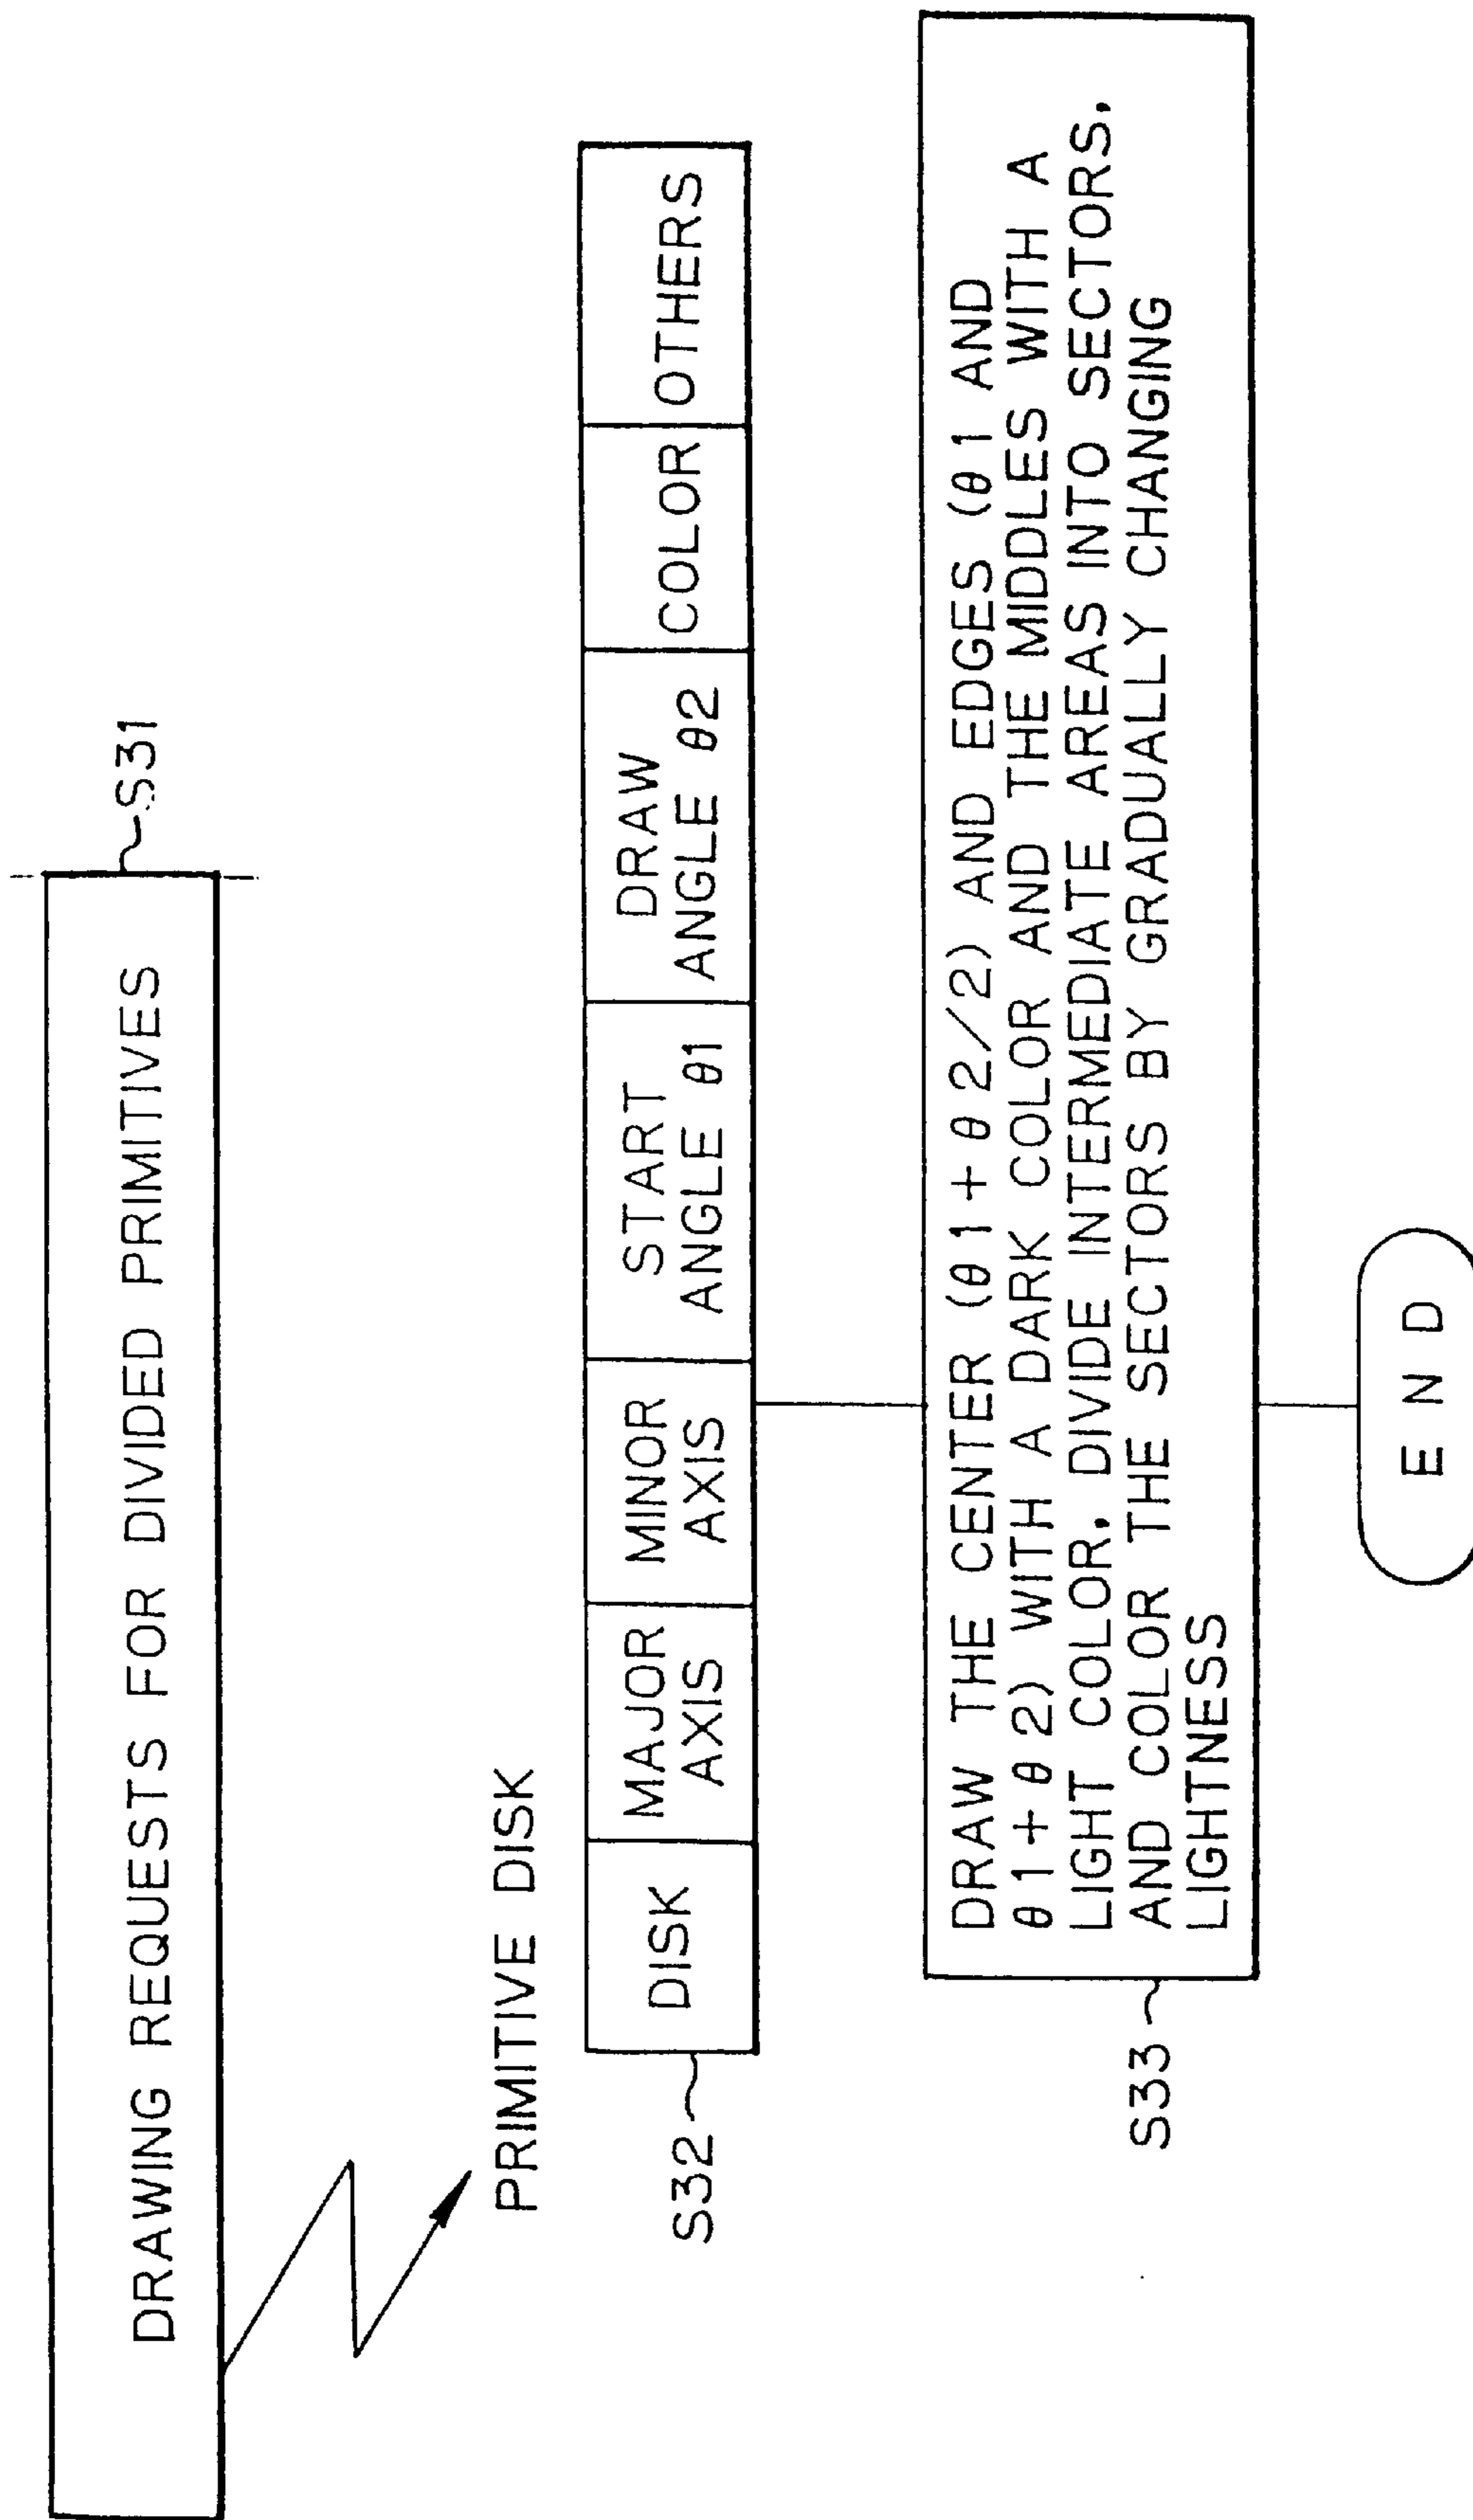 DRAWING REQUESTS FOR DIVIDED PRIMITIVES
S31
PRIMITIVE DISK
S32
DISK
MAJOR
AXIS
MINOR
AXIS
START
ANGLE θ1
DRAW
ANGLE θ2
COLOR
OTHERS
S33
DRAW THE CENTER (θ1+θ2/2) AND EDGES (θ1 AND
θ1+θ2) WITH A DARK COLOR AND THE MIDDLES WITH A
LIGHT COLOR. DIVIDE INTERMEDIATE AREAS INTO SECTORS.
AND COLOR THE SECTORS BY GRADUALLY CHANGING
LIGHTNESS
END